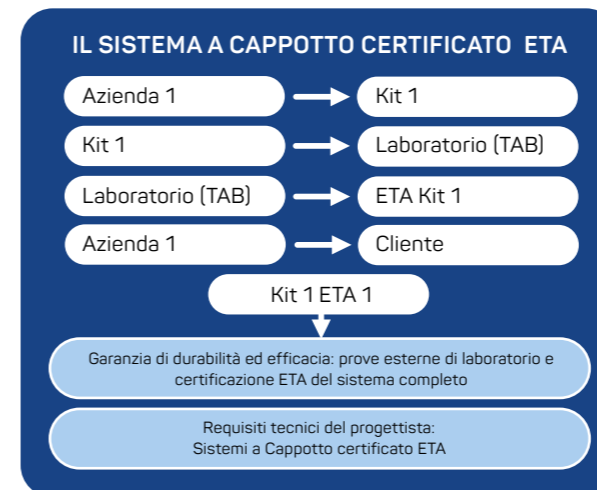 IL SISTEMA A CAPPOTTO CERTIFICATO ETA
Azienda 1 Kit 1
Kit 1 Laboratorio (TAB)
Laboratorio (TAB) ETA Kit 1
Azienda 1 Cliente
Kit 1 ETA 1
Garanzia di durabilità ed efficacia: prove esterne di laboratorio e
certificazione ETA del sistema completo
Requisiti tecnici del progettista:
Sistemi a Cappotto certificato ETA